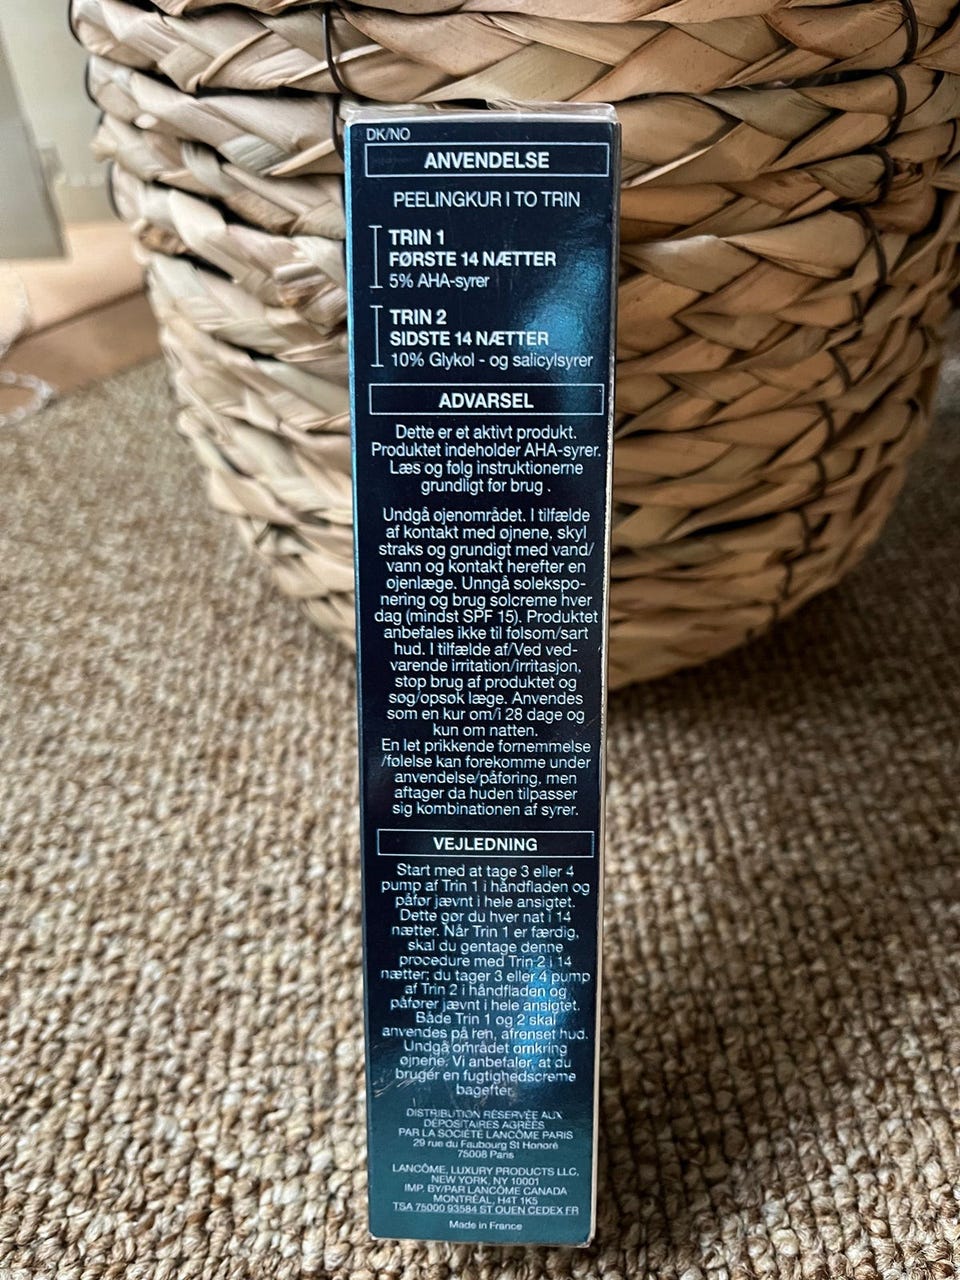 DK/NO
ANVENDELSE
PEELINGKUR I TO TRIN
TRIN 1
FØRSTE 14 NÆTTER
5% AHA-syrer
TRIN 2
SIDSTE 14 NÆTTER
10% Glykol - og salicylsyrer
ADVARSEL
Dette er et aktivt produkt.
Produktet indeholder AHA-syrer.
Læs og følg instruktionerne
grundligt før brug .
Undgå øjenområdet. I tilfælde
af kontakt med øjnene, skyl
straks og grundigt med vand/
vann og kontakt herefter en
øjenlæge. Unngå solekspo-
nering og brug solcreme hver
dag (mindst SPF 15). Produktet
anbefales ikke til følsom/sart
hud. I tilfælde af/Ved ved-
varende irritation/irritasjon,
stop brug af produktet og
søg/opsøk læge. Anvendes
som en kur om/i 28 dage og
kun om natten.
En let prikkende fornemmelse
/følelse kan forekomme under
anvendelse/påføring, men
aftager da huden tilpasser
sig kombinationen af syrer.
VEJLEDNING
Start med at tage 3 eller 4
pump af Trin 1 i håndfladen og
påfør jævnt i hele ansigtet.
Dette gør du hver nat i 14
nætter. Når Trin 1 er færdig,
skal du gentage denne
procedure med Trin 2 i 14
nætter; du tager 3 eller 4 pump
af Trin 2 i håndfladen og
påfører jævnt i hele ansigtet.
Både Trin 1 og 2 skal
anvendes på ren, afrenset hud.
Undgå området omkring
øjnene. Vi anbefaler, at du
bruger en fugtighedscreme
bagefter.
DISTRIBUTION RÉSERVÉE AUX
DÉPOSITAIRES AGRÉÉS
PAR LA SOCIÉTÉ LANCÔME PARIS
29 rue du Faubourg St Honoré
75008 Paris
LANCÔME, LUXURY PRODUCTS LLC,
NEW YORK, NY 10001
IMP. BY/PAR LANCÔME CANADA
MONTRÉAL, H4T 1K5
TSA 75000 93584 ST OUEN CEDEX FR
Made in France